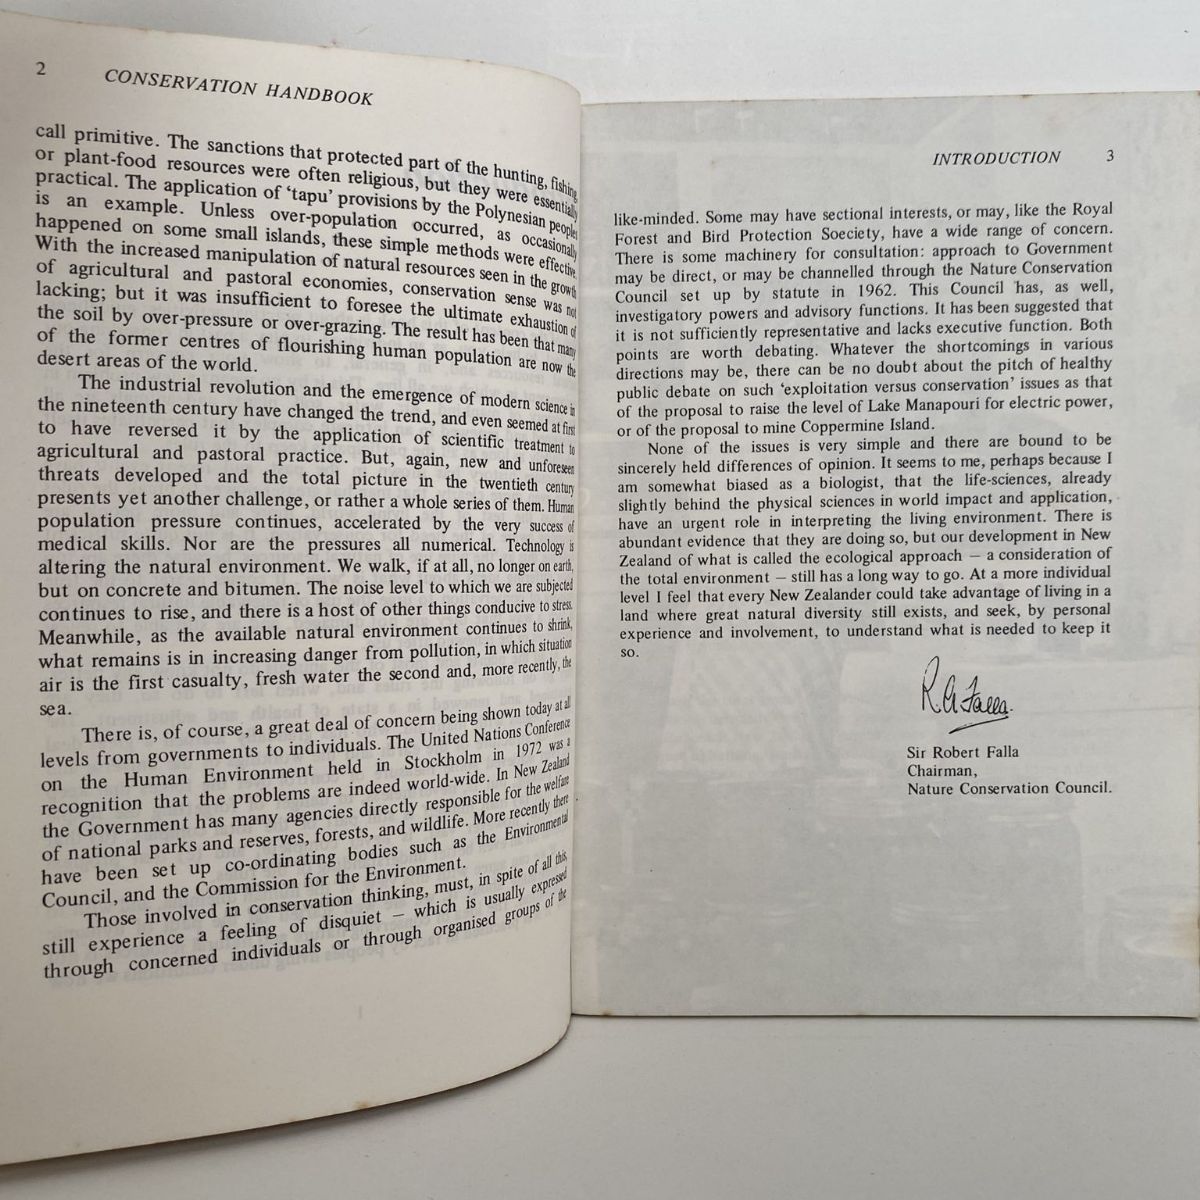 2 CONSERVATION HANDBOOK
call primitive. The sanctions that protected part of the hunting, fishing
or plant-food resources were often religious, but they were essentially
practical. The application of ‘tapu’ provisions by the Polynesian peoples
is an example. Unless over-population occurred, as occasionally
happened on some small islands, these simple methods were effective.
With the increased manipulation of natural resources seen in the growth
of agricultural and pastoral economies, conservation sense was not
lacking; but it was insufficient to foresee the ultimate exhaustion of
the soil by over-pressure or over-grazing. The result has been that many
of the former centres of flourishing human population are now the
desert areas of the world.
The industrial revolution and the emergence of modern science in
the nineteenth century have changed the trend, and even seemed at first
to have reversed it by the application of scientific treatment to
agricultural and pastoral practice. But, again, new and unforeseen
threats developed and the total picture in the twentieth century
presents yet another challenge, or rather a whole series of them. Human
population pressure continues, accelerated by the very success of
medical skills. Nor are the pressures all numerical. Technology is
altering the natural environment. We walk, if at all, no longer on earth,
but on concrete and bitumen. The noise level to which we are subjected
continues to rise, and there is a host of other things conducive to stress.
Meanwhile, as the available natural environment continues to shrink,
what remains is in increasing danger from pollution, in which situation
air is the first casualty, fresh water the second and, more recently, the
sea.
There is, of course, a great deal of concern being shown today at all
levels from governments to individuals. The United Nations Conference
on the Human Environment held in Stockholm in 1972 was a
recognition that the problems are indeed world-wide. In New Zealand
the Government has many agencies directly responsible for the welfare
of national parks and reserves, forests, and wildlife. More recently there
have been set up co-ordinating bodies such as the Environmental
Council, and the Commission for the Environment.
Those involved in conservation thinking, must, in spite of all this,
still experience a feeling of disquiet — which is usually expressed
through concerned individuals or through organised groups of the
INTRODUCTION 3
like-minded. Some may have sectional interests, or may, like the Royal
Forest and Bird Protection Soeciety, have a wide range of concern.
There is some machinery for consultation: approach to Government
may be direct, or may be channelled through the Nature Conservation
Council set up by statute in 1962. This Council has, as well,
investigatory powers and advisory functions. It has been suggested that
it is not sufficiently representative and lacks executive function. Both
points are worth debating. Whatever the shortcomings in various
directions may be, there can be no doubt about the pitch of healthy
public debate on such ‘exploitation versus conservation’ issues as that
of the proposal to raise the level of Lake Manapouri for electric power,
or of the proposal to mine Coppermine Island.
None of the issues is very simple and there are bound to be
sincerely held differences of opinion. It seems to me, perhaps because I
am somewhat biased as a biologist, that the life-sciences, already
slightly behind the physical sciences in world impact and application,
have an urgent role in interpreting the living environment. There is
abundant evidence that they are doing so, but our development in New
Zealand of what is called the ecological approach — a consideration of
the total environment — still has a long way to go. At a more individual
level I feel that every New Zealander could take advantage of living in a
land where great natural diversity still exists, and seek, by personal
experience and involvement, to understand what is needed to keep it
so.
R A Falla.
Sir Robert Falla
Chairman,
Nature Conservation Council.